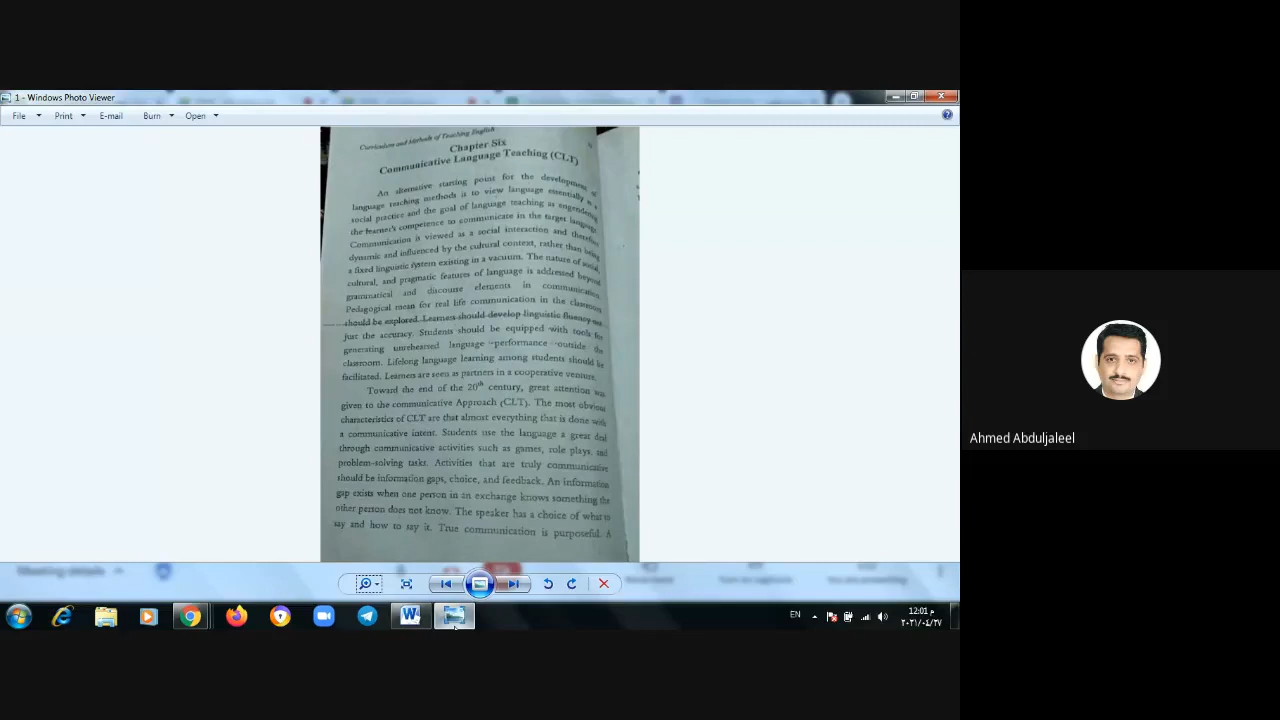 1 - Windows Photo Viewer
File Print E-mail Burn Open
Curriculum and Methods of Teaching English
Chapter Six
Communicative Language Teaching (CLT)
An alternative starting point for the development of
language teaching methods is to view language essentially as a
social practice and the goal of language teaching as engendering
the learner's competence to communicate in the target language.
Communication is viewed as a social interaction and therefore
dynamic and influenced by the cultural context, rather than being
a fixed linguistic system existing in a vacuum. The nature of social,
cultural, and pragmatic features of language is addressed beyond
grammatical and discourse elements in communication.
Pedagogical mean for real life communication in the classroom
should be explored. Learners should develop linguistic fluency not
just the accuracy. Students should be equipped with tools for
generating unrehearsed language performance outside the
classroom. Lifelong language learning among students should be
facilitated. Learners are seen as partners in a cooperative venture.
Toward the end of the 20th century, great attention was
given to the communicative Approach (CLT). The most obvious
characteristics of CLT are that almost everything that is done with
a communicative intent. Students use the language a great deal
through communicative activities such as games, role plays, and
problem-solving tasks. Activities that are truly communicative
should be information gaps, choice, and feedback. An information
gap exists when one person in an exchange knows something the
other person does not know. The speaker has a choice of what to
say and how to say it. True communication is purposeful. A
Ahmed Abduljaleel
Meeting details
EN
12:01 م
٢٠٢١/٠٤/٢٧